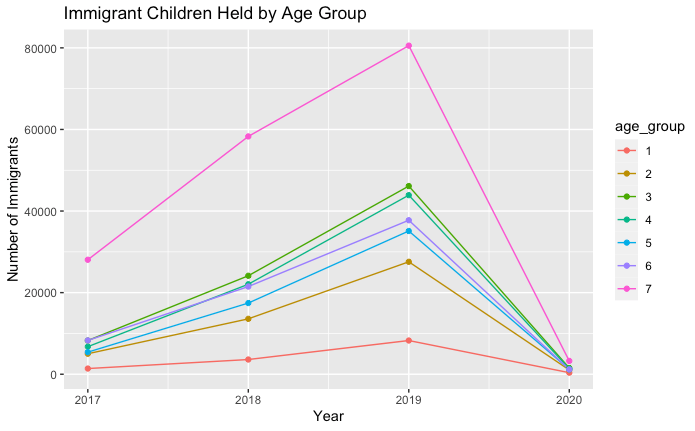 Immigrant Children Held by Age Group
80000
60000
40000
20000
0
Number of Immigrants
2017 2018 2019 2020
Year
age_group
1
2
3
4
5
6
7